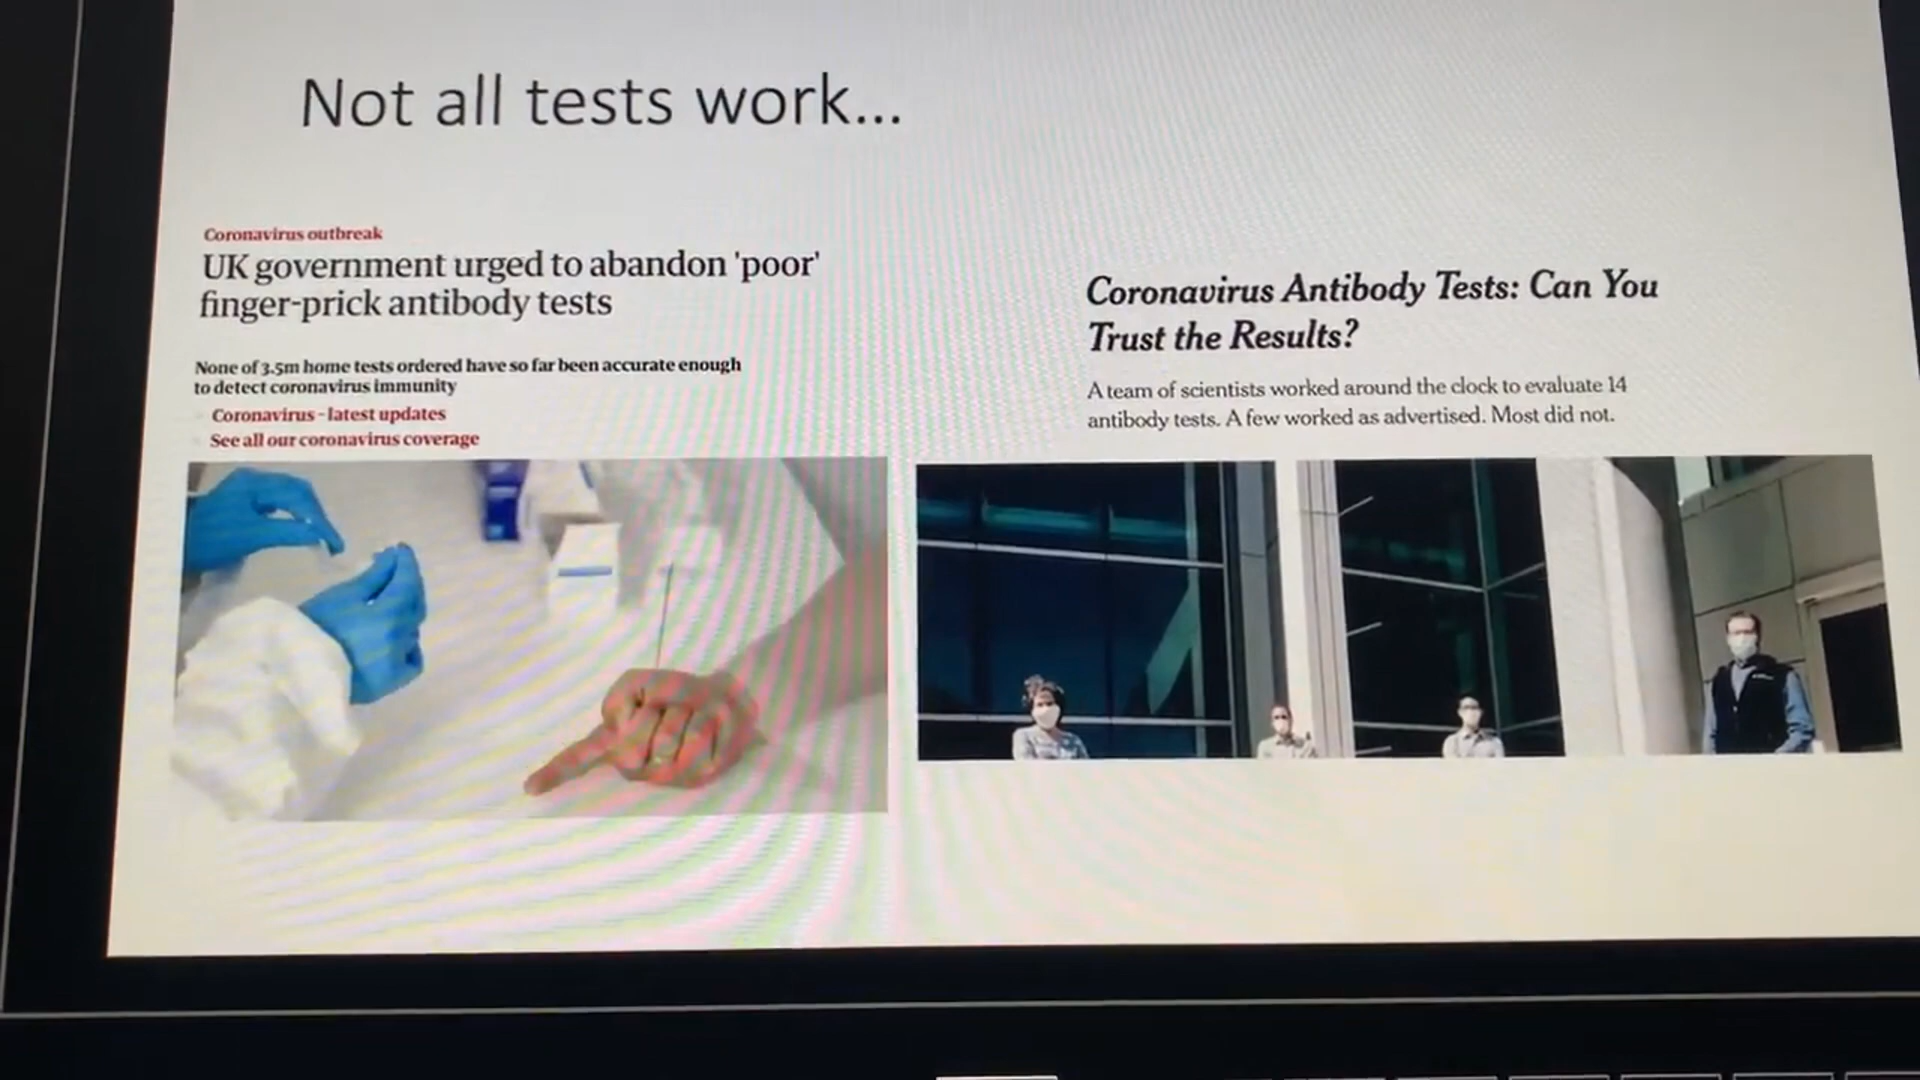 Not all tests work...
Coronavirus outbreak
UK government urged to abandon 'poor'
finger-prick antibody tests
None of 3.5m home tests ordered have so far been accurate enough
to detect coronavirus immunity
Coronavirus - latest updates
See all our coronavirus coverage
Coronavirus Antibody Tests: Can You
Trust the Results?
A team of scientists worked around the clock to evaluate 14
antibody tests. A few worked as advertised. Most did not.